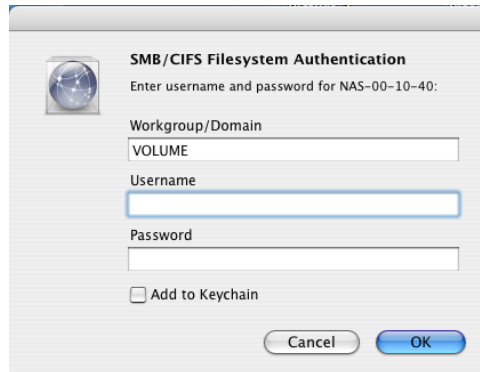 SMB/CIFS Filesystem Authentication
Enter username and password for NAS-00-10-40:
Workgroup/Domain
VOLUME
Username
Password
Add to Keychain
Cancel OK